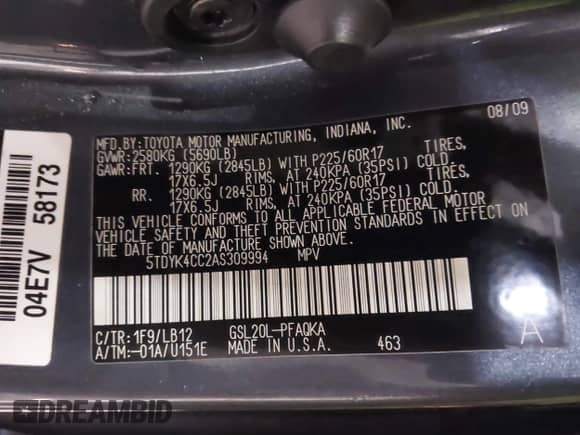 08/09
MFD.BY:TOYOTA MOTOR MANUFACTURING, INDIANA, INC.
GVWR:2580KG(5690LB)
GAWR:FRT. 1290KG(2845LB)WITH P225/60R17 TIRES,
17X6.5J RIMS, AT 240KPA(35PSI)COLD.
RR. 1290KG(2845LB)WITH P225/60R17 TIRES,
17X6.5J RIMS, AT 240KPA(35PSI)COLD.
THIS VEHICLE CONFORMS TO ALL APPLICABLE FEDERAL MOTOR
VEHICLE SAFETY AND THEFT PREVENTION STANDARDS IN EFFECT ON
THE DATE OF MANUFACTURE SHOWN ABOVE.
5TDYK4CC2AS309994 MPV
C/TR:1F9/LB12 GSL20L-PFAQKA
A/TM:-01A/U151E MADE IN U.S.A. 463
A
04E7V 58173
DREAMBID